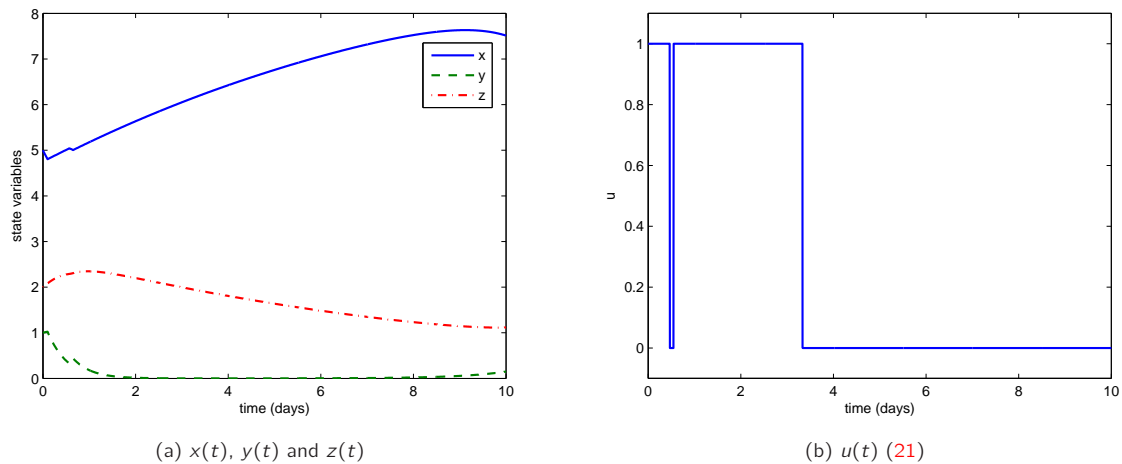 8
7
6
5
4
3
2
1
0
state variables
x
y
z
0 2 4 6 8 10
time (days)
(a) x(t), y(t) and z(t)
1
0.8
0.6
0.4
0.2
0
u
0 2 4 6 8 10
time (days)
(b) u(t) (21)